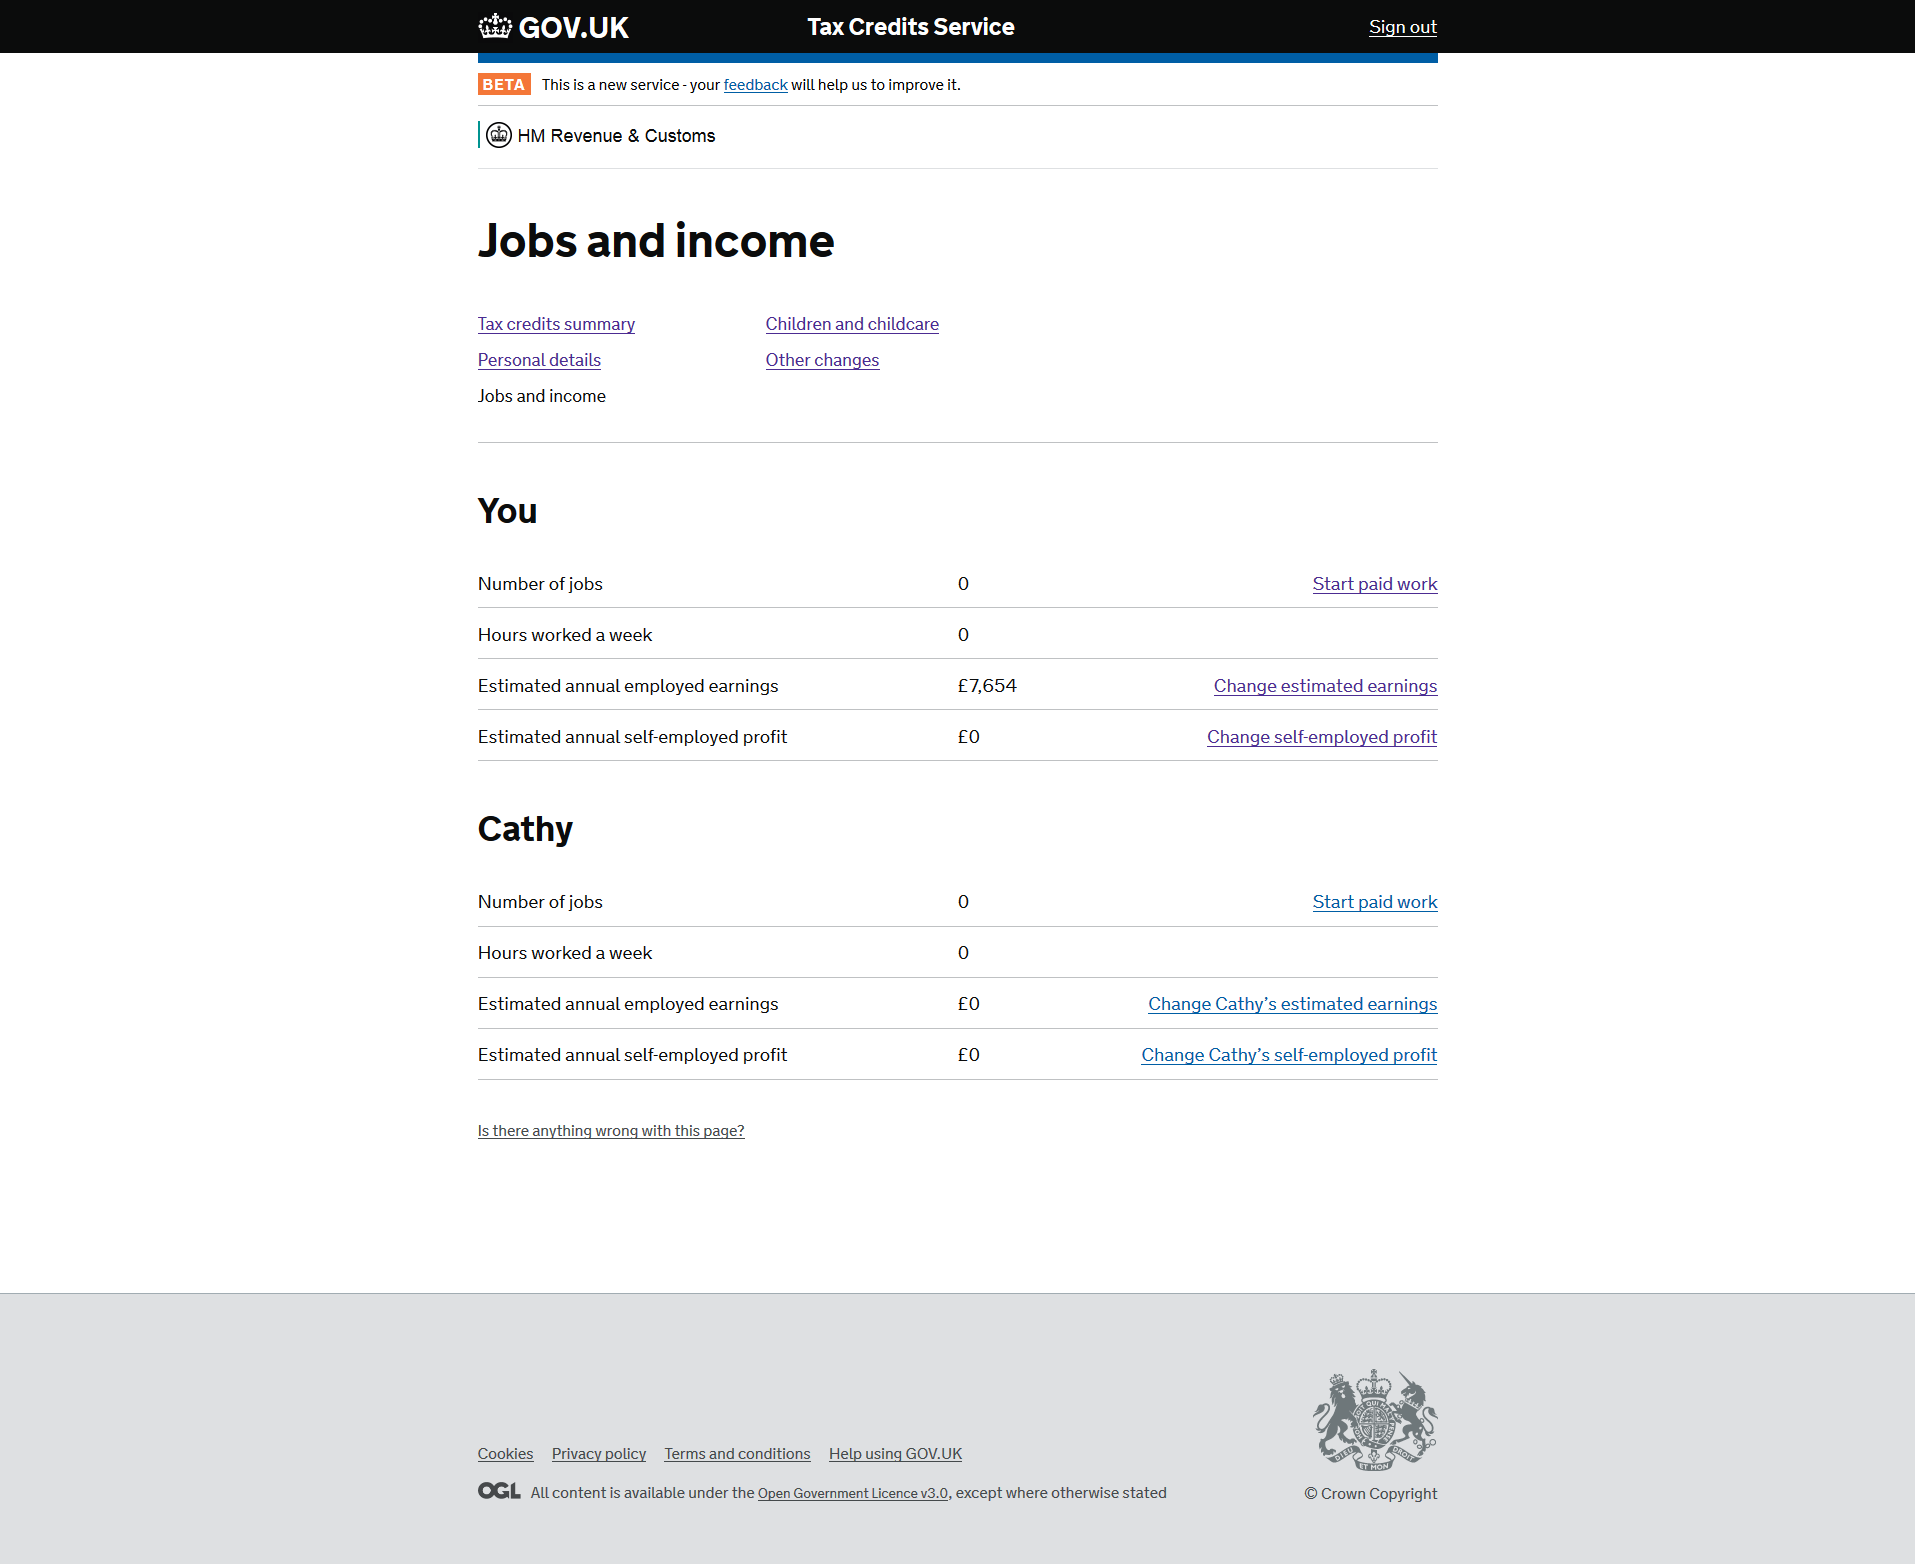 GOV.UK Tax Credits Service Sign out
BETA This is a new service - your feedback will help us to improve it.
HM Revenue & Customs
Jobs and income
Tax credits summary Children and childcare
Personal details Other changes
Jobs and income
You
Number of jobs 0 Start paid work
Hours worked a week 0
Estimated annual employed earnings £7,654 Change estimated earnings
Estimated annual self-employed profit £0 Change self-employed profit
Cathy
Number of jobs 0 Start paid work
Hours worked a week 0
Estimated annual employed earnings £0 Change Cathy’s estimated earnings
Estimated annual self-employed profit £0 Change Cathy’s self-employed profit
Is there anything wrong with this page?
Cookies Privacy policy Terms and conditions Help using GOV.UK
OGL All content is available under the Open Government Licence v3.0, except where otherwise stated
DIEU ET MON DROIT
© Crown Copyright